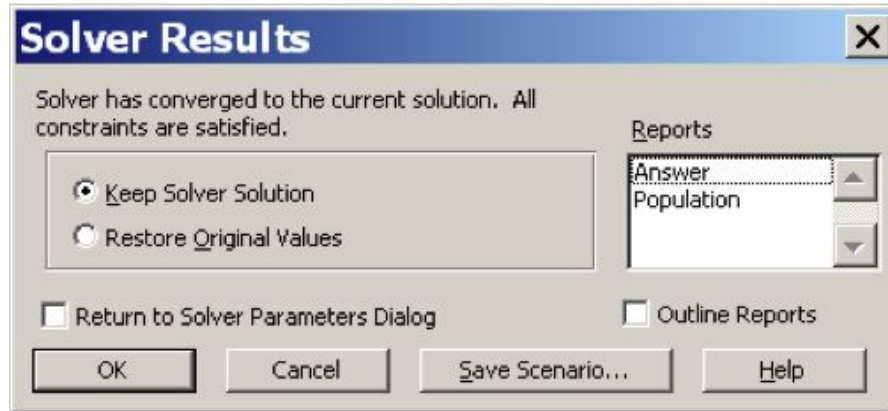 Solver Results
Solver has converged to the current solution. All
constraints are satisfied.
Reports
Keep Solver Solution
Restore Original Values
Answer
Population
Return to Solver Parameters Dialog
Outline Reports
OK
Cancel
Save Scenario...
Help